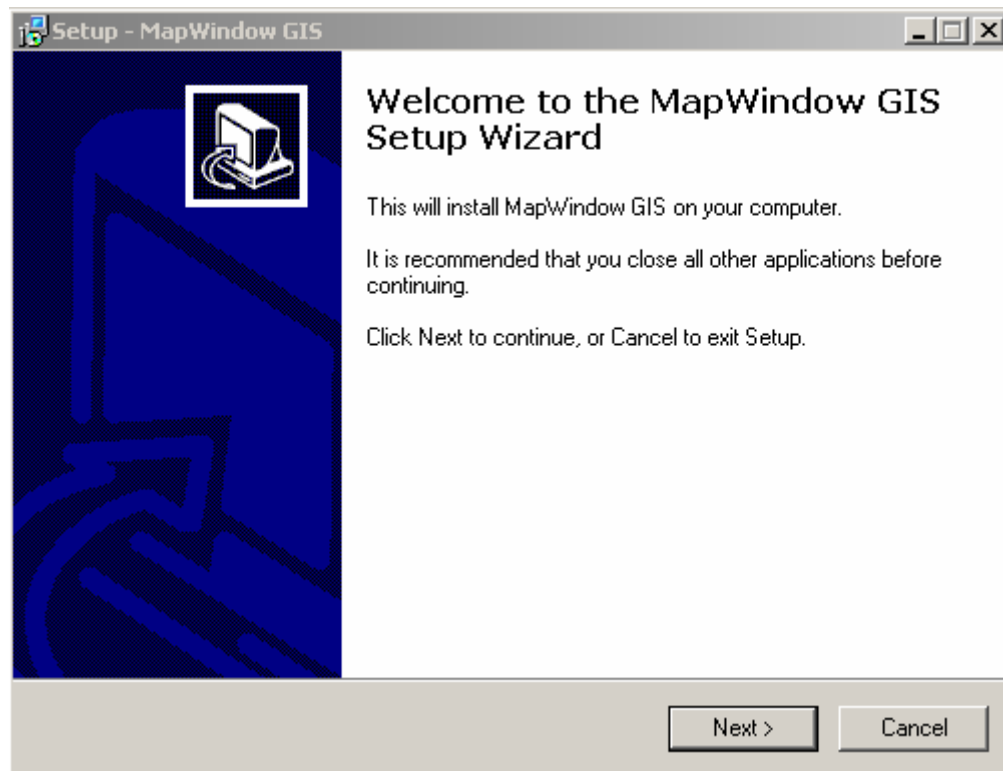 Setup - MapWindow GIS
Welcome to the MapWindow GIS
Setup Wizard
This will install MapWindow GIS on your computer.
It is recommended that you close all other applications before
continuing.
Click Next to continue, or Cancel to exit Setup.
Next >
Cancel